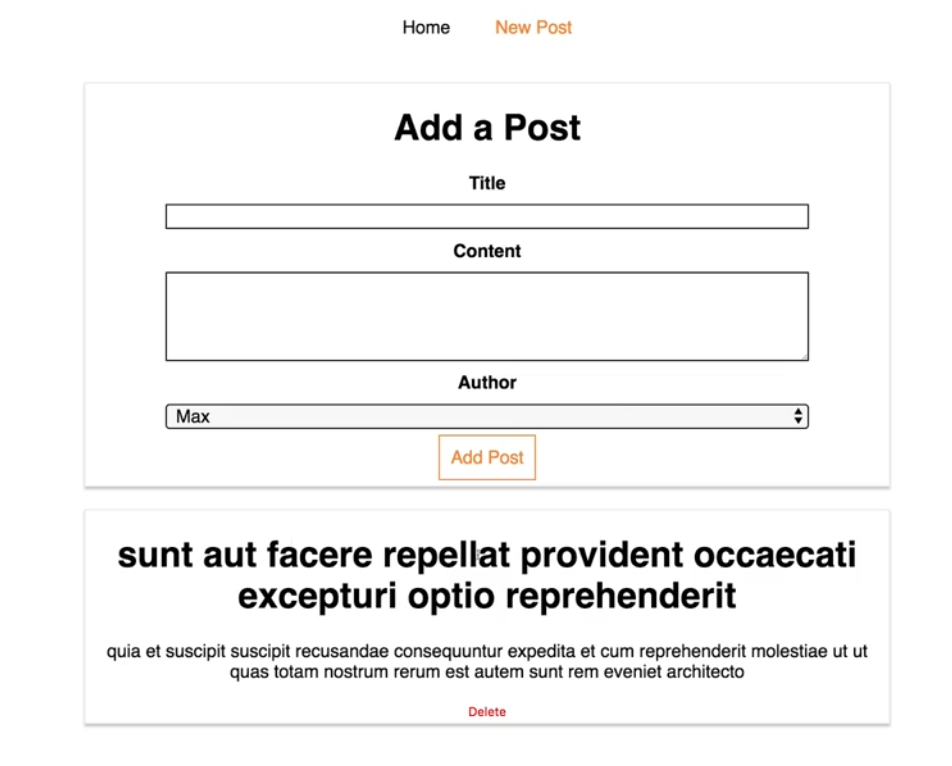 Home New Post
Add a Post
Title
Content
Author
Max
Add Post
sunt aut facere repellat provident occaecati
excepturi optio reprehenderit
quia et suscipit suscipit recusandae consequuntur expedita et cum reprehenderit molestiae ut ut
quas totam nostrum rerum est autem sunt rem eveniet architecto
Delete